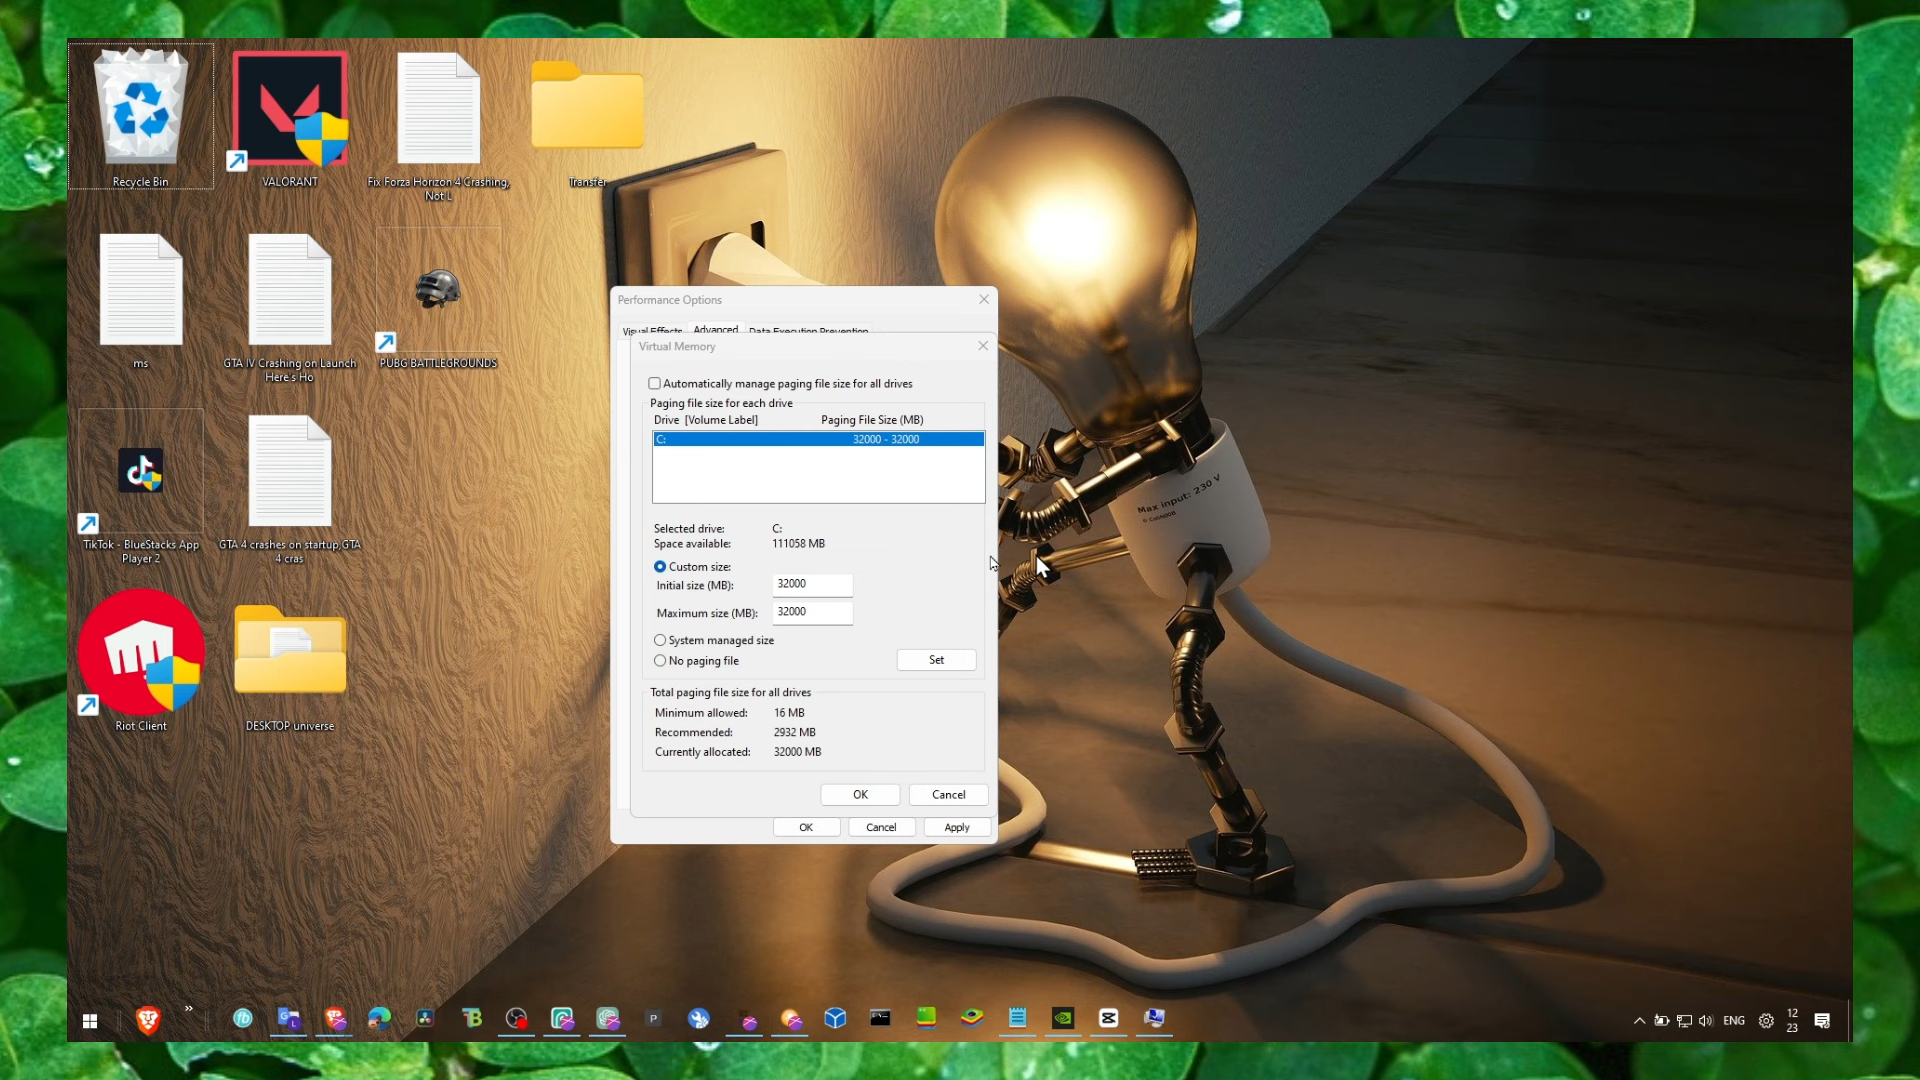 Recycle Bin
VALORANT
Fix Forza Horizon 4 Crashing,
Not L
Transfer
ms
GTA IV Crashing on Launch
Here's Ho
PUBG BATTLEGROUNDS
TikTok - BlueStacks App
Player 2
GTA 4 crashes on startup,GTA
4 cras
Riot Client
DESKTOP universe
Performance Options
Visual Effects Advanced Data Execution Prevention
Virtual Memory
Automatically manage paging file size for all drives
Paging file size for each drive
Drive [Volume Label] Paging File Size (MB)
C: 32000 - 32000
Selected drive: C:
Space available: 111058 MB
Custom size:
Initial size (MB): 32000
Maximum size (MB): 32000
System managed size
No paging file
Set
Total paging file size for all drives
Minimum allowed: 16 MB
Recommended: 2932 MB
Currently allocated: 32000 MB
OK Cancel
OK Cancel Apply
Max input: 230 V
ENG
12
23